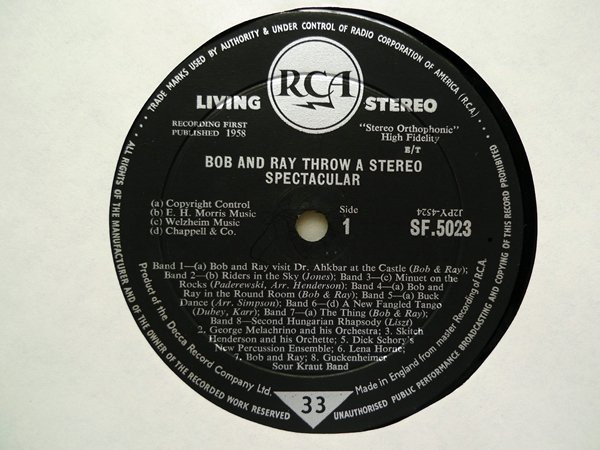 ... TRADE MARKS USED BY AUTHORITY & UNDER CONTROL OF RADIO CORPORATION OF AMERICA (R.C.A.) ...
ALL RIGHTS OF THE MANUFACTURER AND OF THE OWNER OF THE RECORDED WORK RESERVED
UNAUTHORISED PUBLIC PERFORMANCE BROADCASTING AND COPYING OF THIS RECORD PROHIBITED
RCA
LIVING STEREO
RECORDING FIRST
PUBLISHED 1958
"Stereo Orthophonic"
High Fidelity
E/T
BOB AND RAY THROW A STEREO
SPECTACULAR
(a) Copyright Control
(b) E. H. Morris Music
(c) Welzheim Music
(d) Chappell & Co.
Side
1
J2PY-4524
SF.5023
Band 1—(a) Bob and Ray visit Dr. Ahkbar at the Castle (Bob & Ray);
Band 2—(b) Riders in the Sky (Jones); Band 3—(c) Minuet on the
Rocks (Paderewski, Arr. Henderson); Band 4—(a) Bob and
Ray in the Round Room (Bob & Ray); Band 5—(a) Buck
Dance (Arr. Simpson); Band 6—(d) A New Fangled Tango
(Dubey, Karr); Band 7—(a) The Thing (Bob & Ray);
Band 8—Second Hungarian Rhapsody (Liszt)
2. George Melachrino and his Orchestra; 3. Skitch
Henderson and his Orchette; 5. Dick Schory's
New Percussion Ensemble; 6. Lena Horne;
7. Bob and Ray; 8. Guckenheimer
Sour Kraut Band
Product of the Decca Record Company Ltd.
Made in England from master Recording of R.C.A.
33